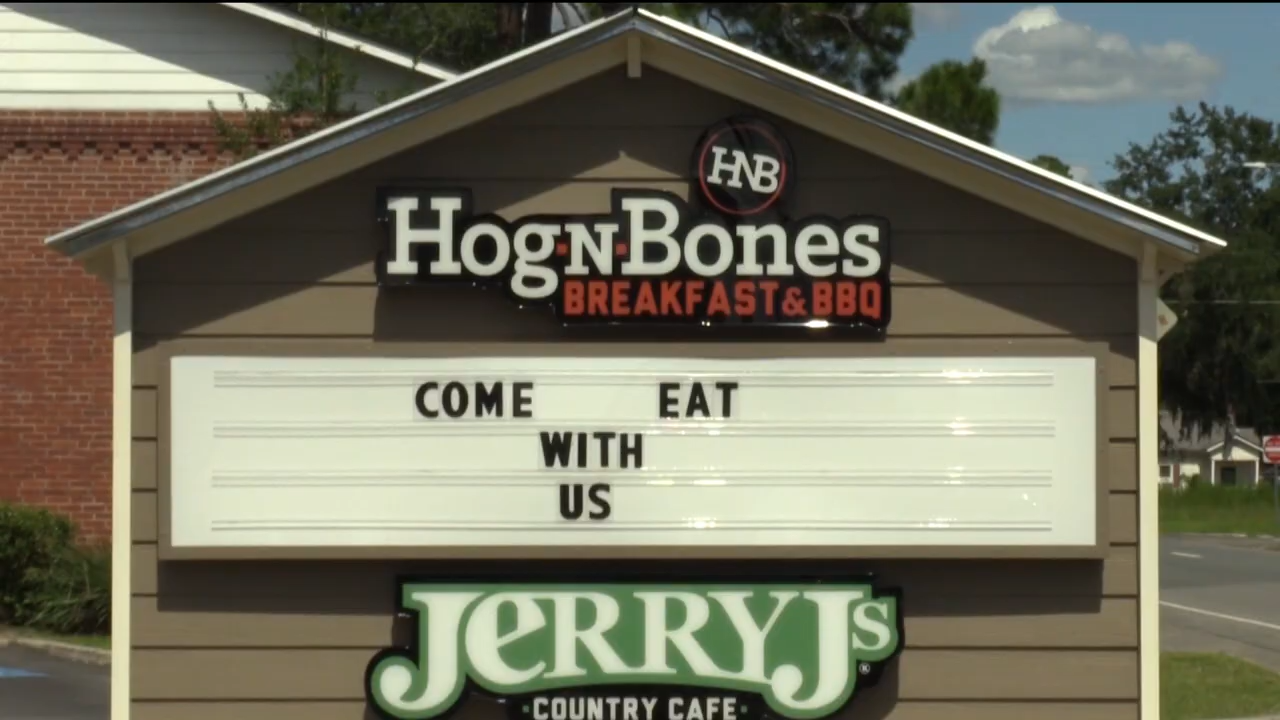 HNB
Hog·N·Bones
BREAKFAST & BBQ
COME EAT
WITH
US
JERRY J's
®
·COUNTRY CAFE·